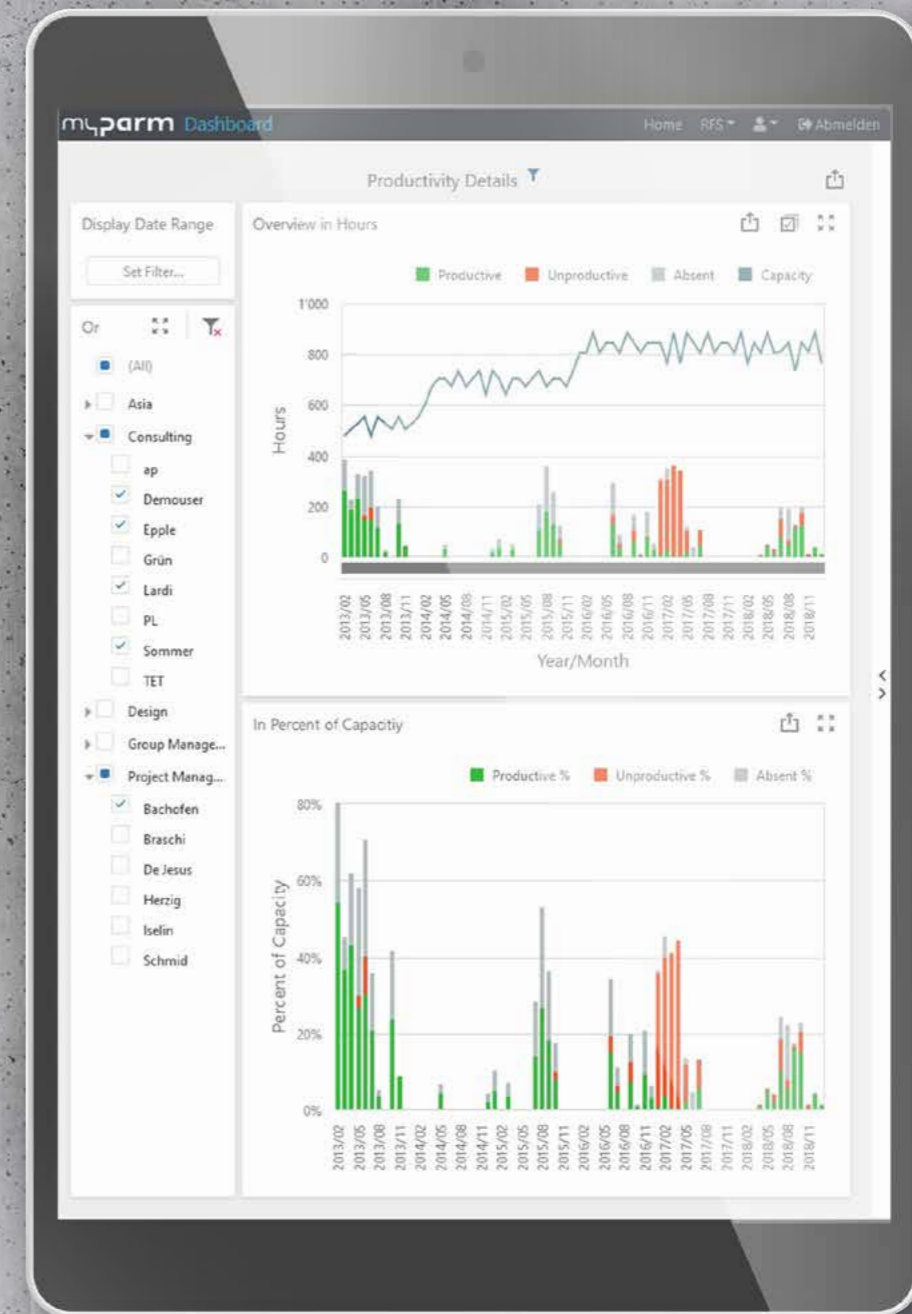 myparm Dashboard
Home RFS Abmelden
Productivity Details
Display Date Range
Set Filter...
Or
(All)
Asia
Consulting
ap
Demouser
Epple
Grün
Lardi
PL
Sommer
TET
Design
Group Manage...
Project Manag...
Bachofen
Braschi
De Jesus
Herzig
Iselin
Schmid
Overview in Hours
Productive Unproductive Absent Capacity
Hours
1'000
800
600
400
200
0
2013/02 2013/05 2013/08 2013/11 2014/02 2014/05 2014/08 2014/11 2015/02 2015/05 2015/08 2015/11 2016/02 2016/05 2016/08 2016/11 2017/02 2017/05 2017/08 2017/11 2018/02 2018/05 2018/08 2018/11
Year/Month
In Percent of Capacitiy
Productive % Unproductive % Absent %
Percent of Capacity
80%
60%
40%
20%
0%
2013/02 2013/05 2013/08 2013/11 2014/02 2014/05 2014/08 2014/11 2015/02 2015/05 2015/08 2015/11 2016/02 2016/05 2016/08 2016/11 2017/02 2017/05 2017/08 2017/11 2018/02 2018/05 2018/08 2018/11